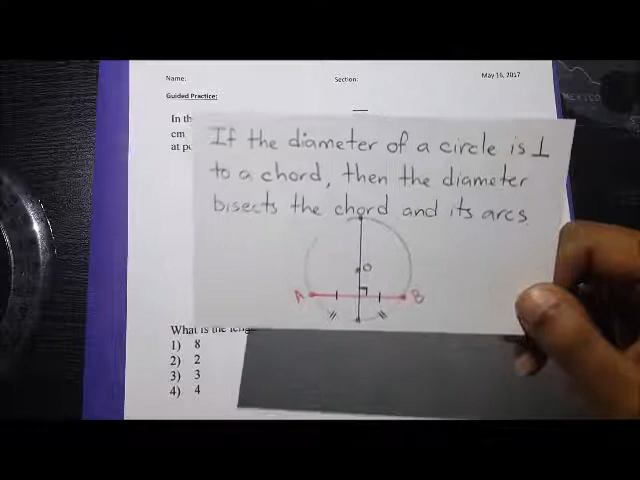 Name:
Section:
May 16, 2017
Guided Practice:
MEXICO
In th
cm
at po
If the diameter of a circle is ⊥
to a chord, then the diameter
bisects the chord and its arcs.
O
A
B
What is the leng
1) 8
2) 2
3) 3
4) 4